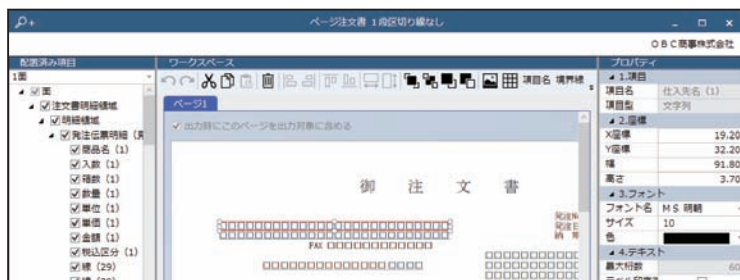 ページ注文書 1段区切り線なし
OBC商事株式会社
配置済み項目
1面
面
注文書明細領域
明細領域
発注伝票明細 (見
商品名 (1)
入数 (1)
箱数 (1)
数量 (1)
単位 (1)
単価 (1)
金額 (1)
税込区分 (1)
線 (29)
ワークスペース
項目名 境界線
ページ1
出力時にこのページを出力対象に含める
御 注 文 書
発注
発注日
納 期
FAX
プロパティ
1.項目
項目名 仕入先名 (1)
項目型 文字列
2.座標
X座標 19.20
Y座標 32.20
幅 91.80
高さ 3.70
3.フォント
フォント名 MS 明朝
サイズ 10
色
4.テキスト
最大桁数 60